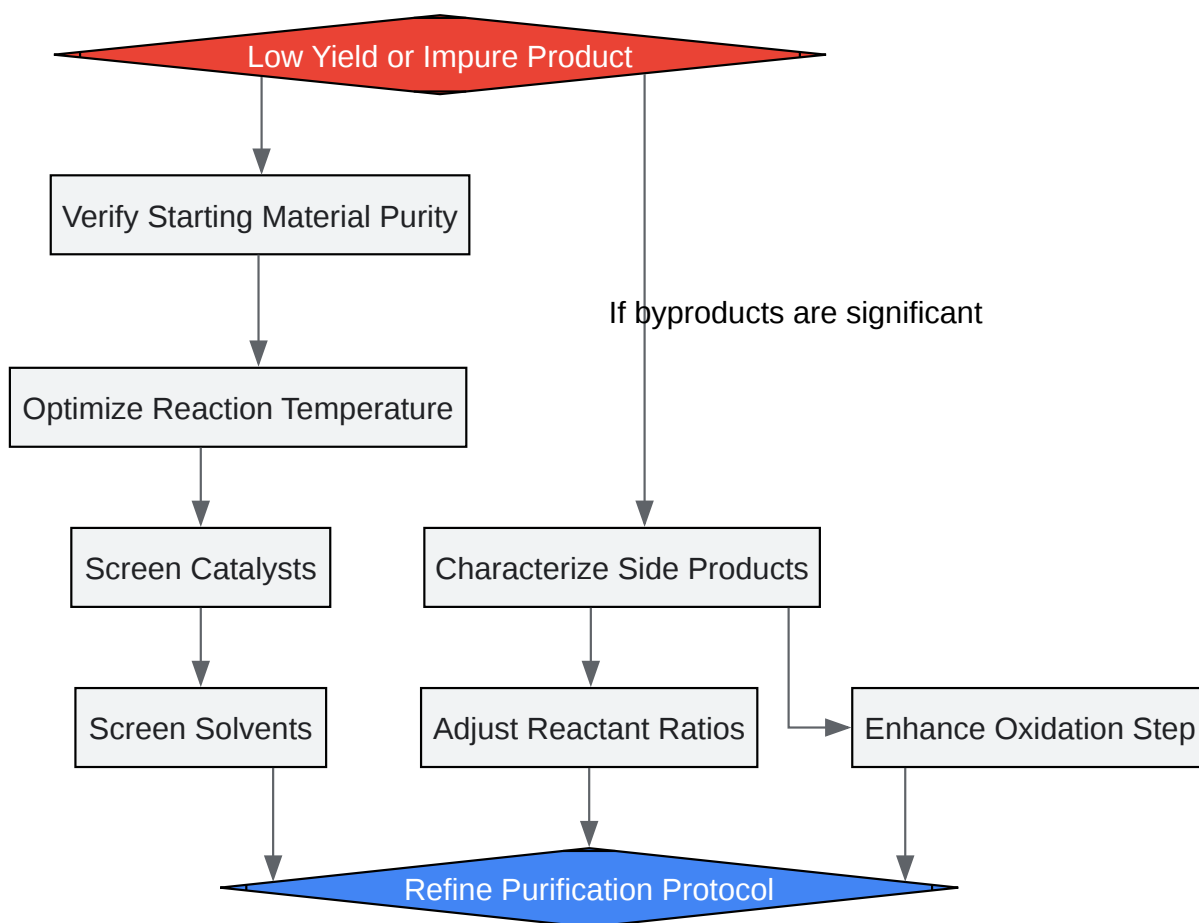 Low Yield or Impure Product
Verify Starting Material Purity
If byproducts are significant
Optimize Reaction Temperature
Screen Catalysts
Characterize Side Products
Screen Solvents
Adjust Reactant Ratios
Enhance Oxidation Step
Refine Purification Protocol